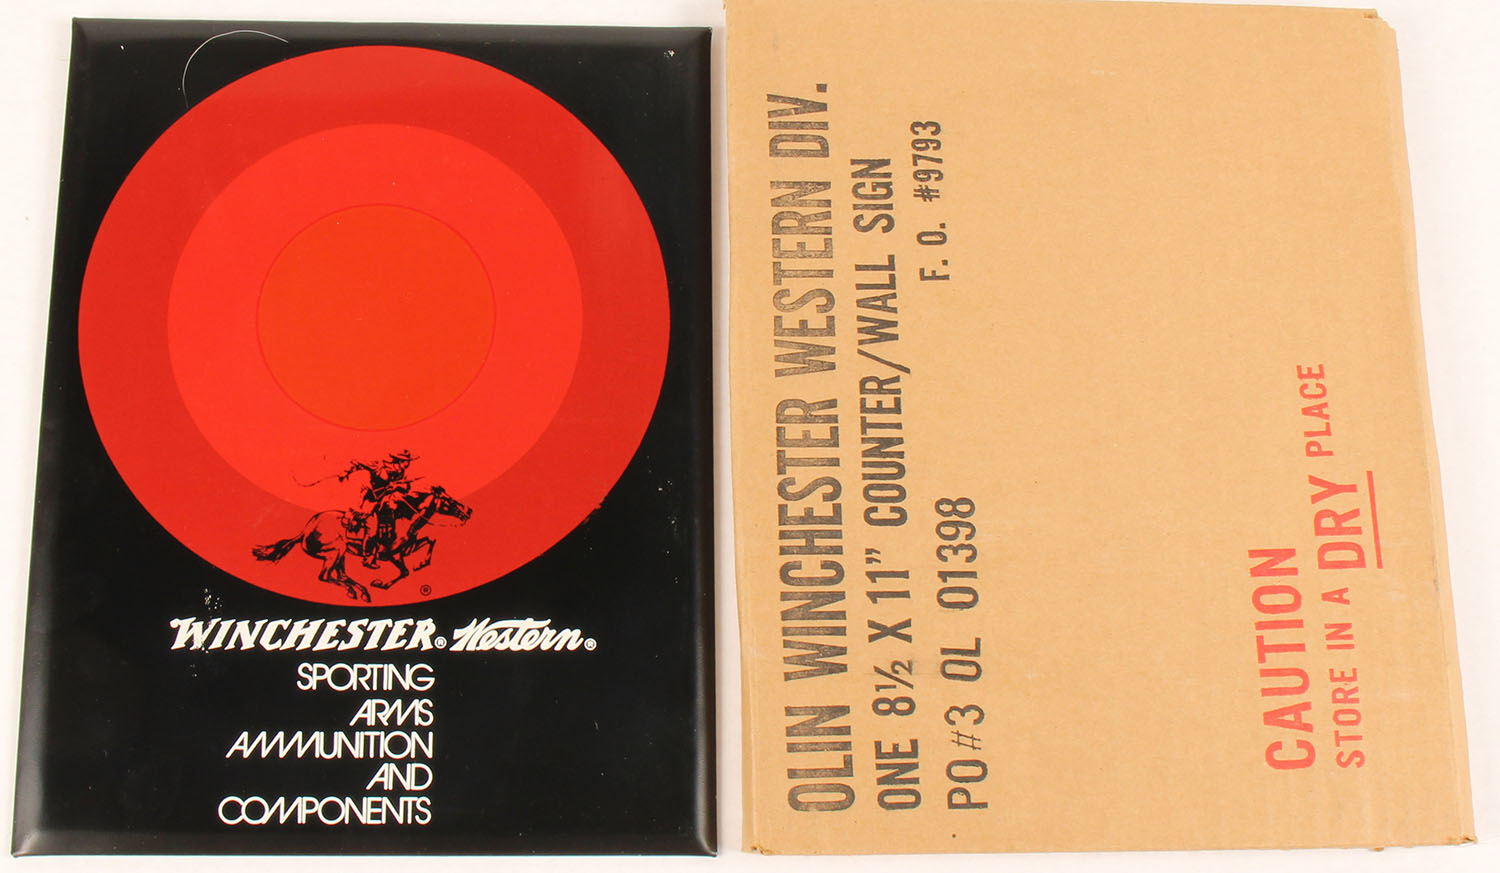 WINCHESTER® Western®
SPORTING
ARMS
AMMUNITION
AND
COMPONENTS
®
OLIN WINCHESTER WESTERN DIV.
ONE 8½ X 11” COUNTER/WALL SIGN
F. O. #9793
PO#3 OL 01398
CAUTION
STORE IN A DRY PLACE